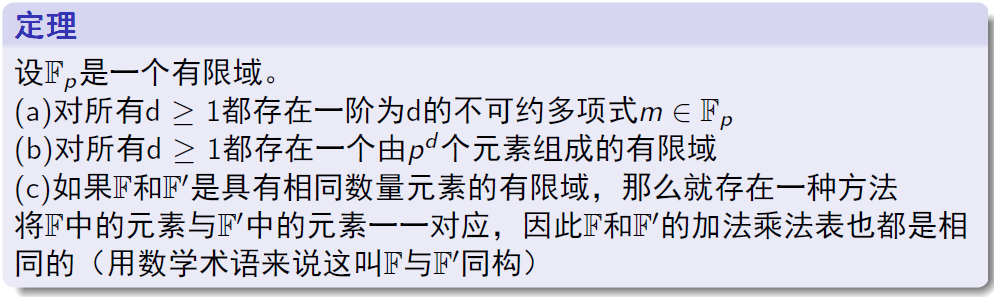 定理
设𝔽ₚ是一个有限域。
(a)对所有d ≥ 1都存在一阶为d的不可约多项式m ∈ 𝔽ₚ
(b)对所有d ≥ 1都存在一个由pᵈ个元素组成的有限域
(c)如果𝔽和𝔽′是具有相同数量元素的有限域，那么就存在一种方法
将𝔽中的元素与𝔽′中的元素一一对应，因此𝔽和𝔽′的加法乘法表也都是相
同的（用数学术语来说这叫𝔽与𝔽′同构）